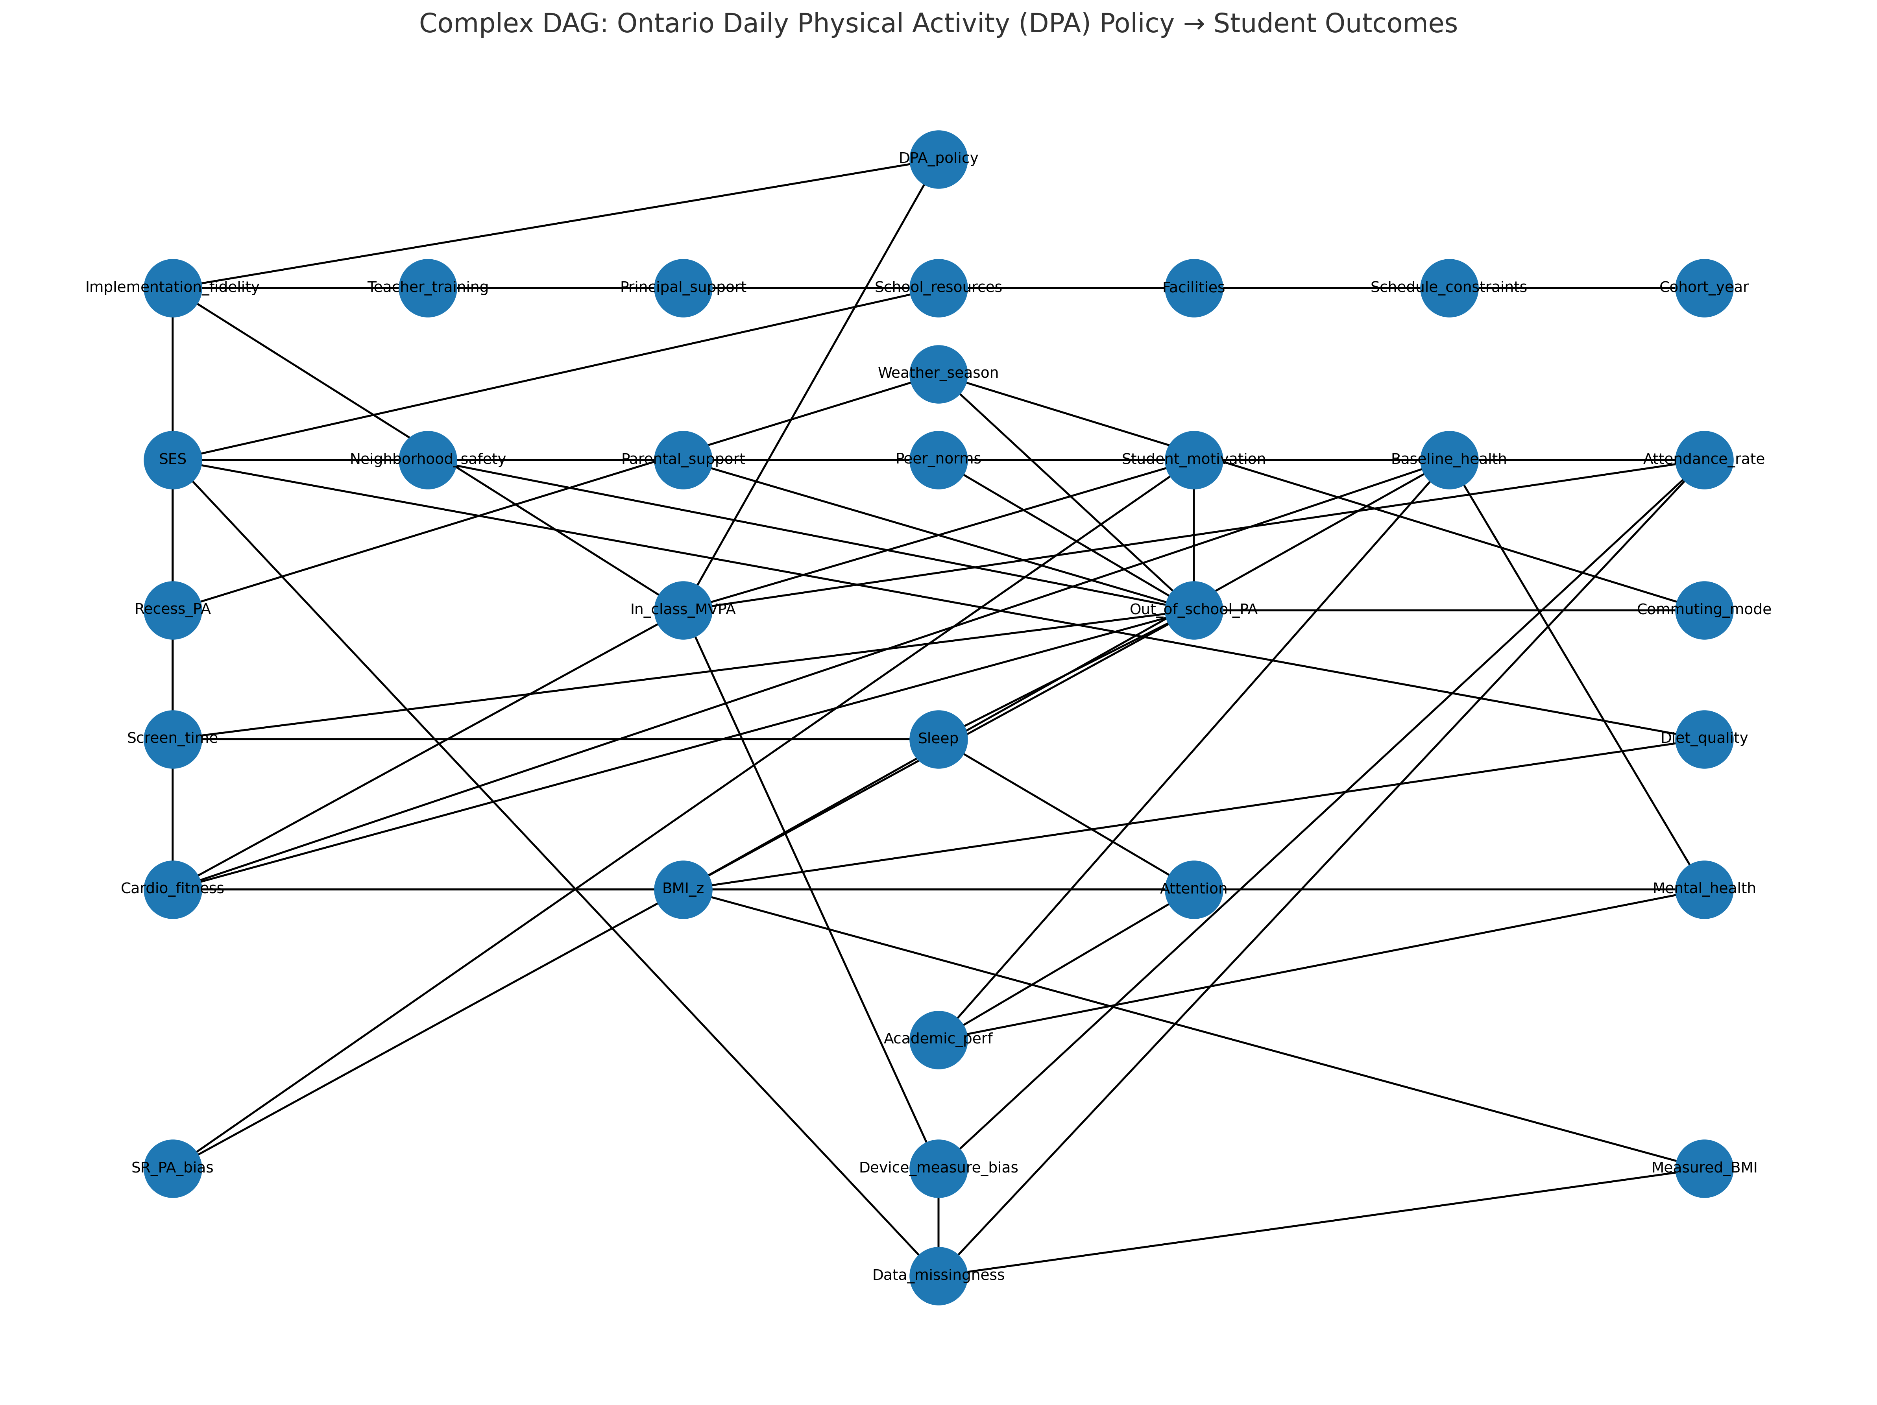 Complex DAG: Ontario Daily Physical Activity (DPA) Policy → Student Outcomes
DPA_policy
Implementation_fidelity
Teacher_training
Principal_support
School_resources
Facilities
Schedule_constraints
Cohort_year
Weather_season
SES
Neighborhood_safety
Parental_support
Peer_norms
Student_motivation
Baseline_health
Attendance_rate
Recess_PA
In_class_MVPA
Out_of_school_PA
Commuting_mode
Screen_time
Sleep
Diet_quality
Cardio_fitness
BMI_z
Attention
Mental_health
Academic_perf
SR_PA_bias
Device_measure_bias
Measured_BMI
Data_missingness